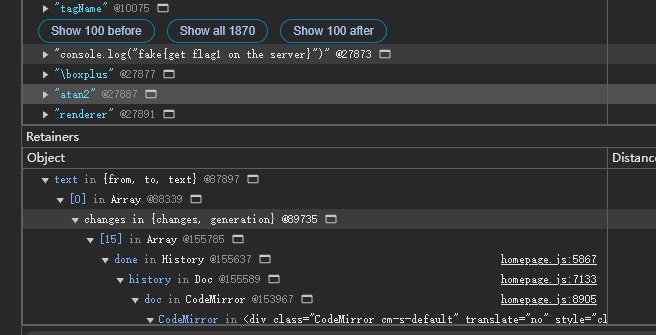 "tagName" @10075
Show 100 before Show all 1870 Show 100 after
"console.log("fake{get flag1 on the server}")" @27873
"\boxplus" @27877
"atan2" @27887
"renderer" @27891
Retainers
Object Distanc
text in {from, to, text} @87897
[0] in Array @88339
changes in {changes, generation} @89735
[15] in Array @155785
done in History @155637 homepage.js:5867
history in Doc @155589 homepage.js:7133
doc in CodeMirror @153967 homepage.js:8905
CodeMirror in <div class="CodeMirror cm-s-default" translate="no" style="cl